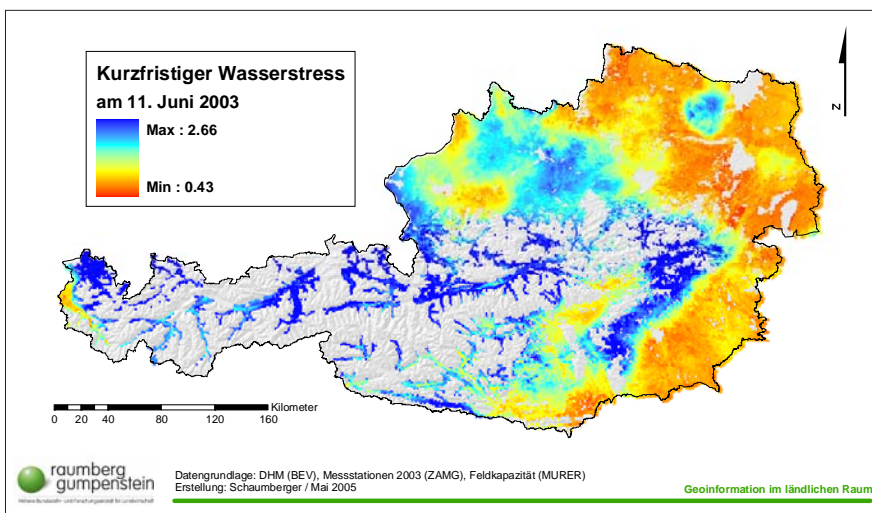 Kurzfristiger Wasserstress
am 11. Juni 2003
Max : 2.66
Min : 0.43
N
Kilometer
0 10 20 40 80 120 160
raumberg
gumpenstein
Datengrundlage: DHM (BEV), Messstationen 2003 (ZAMG), Feldkapazität (MURER)
Erstellung: Schaumberger / Mai 2005
Geoinformation im ländlichen Raum